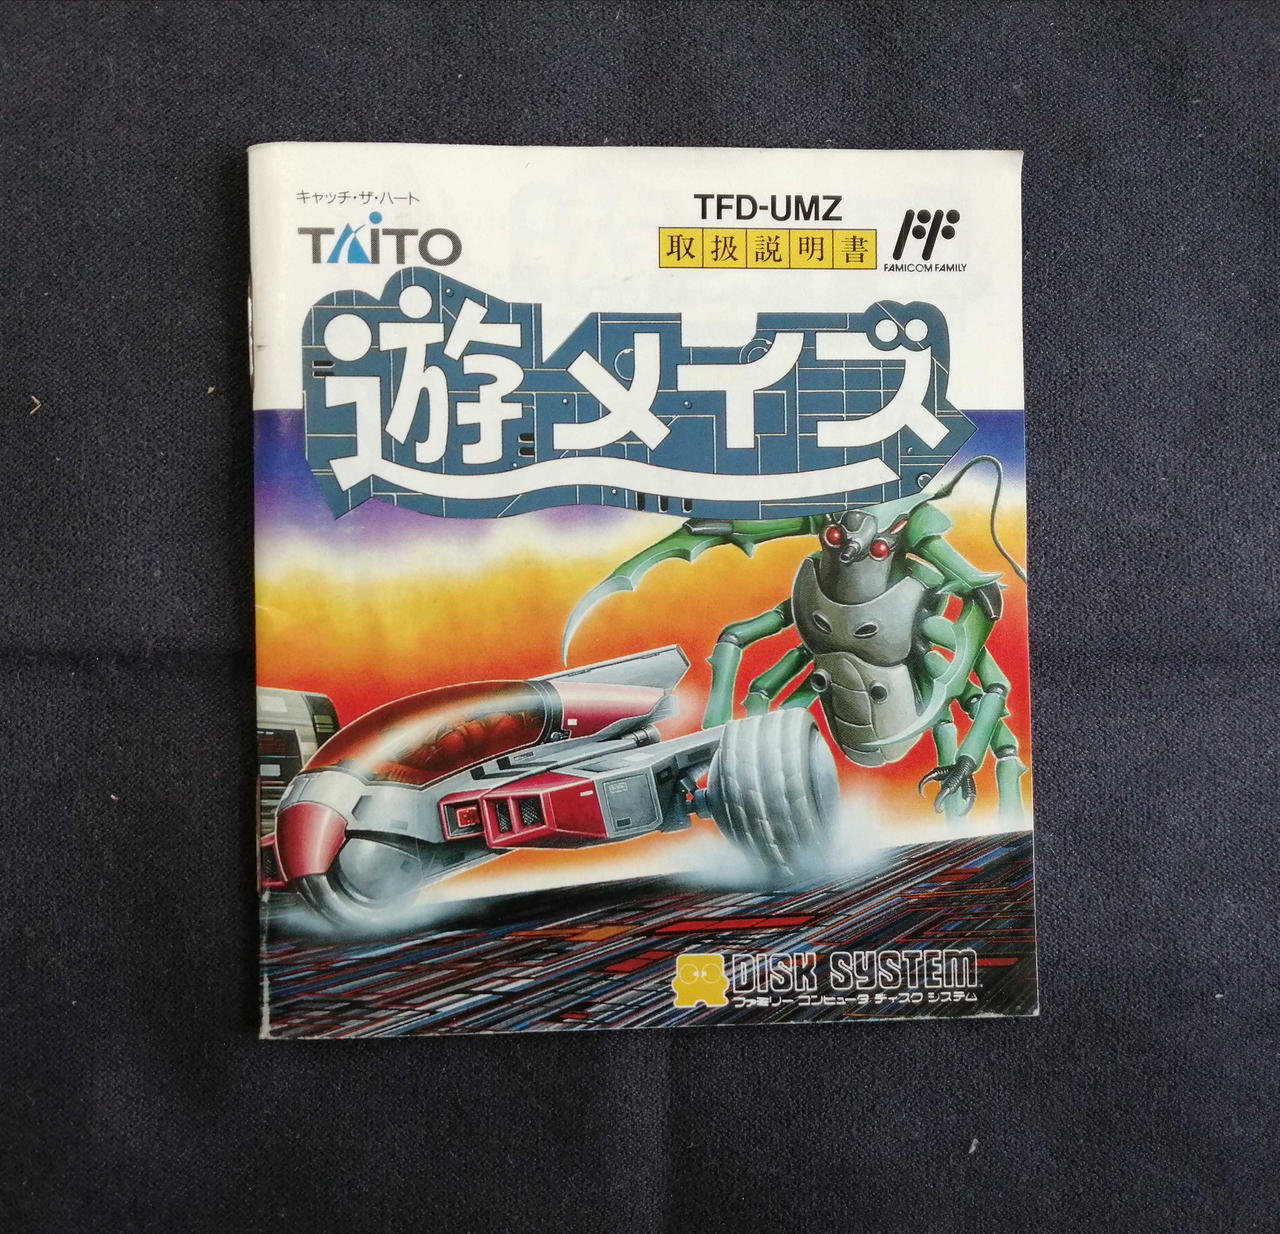 キャッチ・ザ・ハート
TAITO
TFD-UMZ
取扱説明書
FAMICOM FAMILY
遊メイズ
DISK SYSTEM
ファミリー コンピュータ ディスク システム